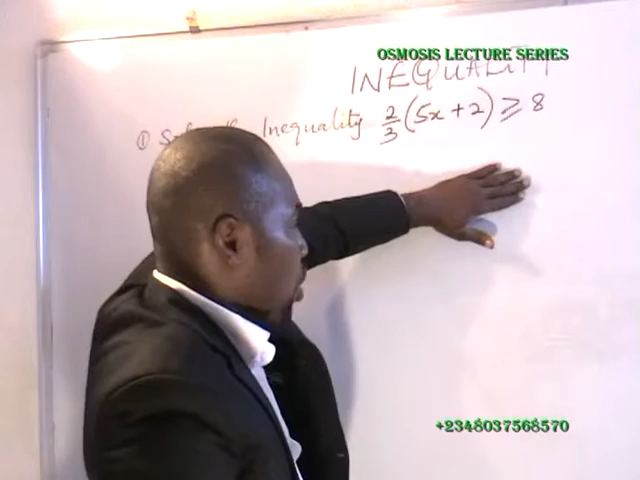 OSMOSIS LECTURE SERIES
INEQUALITY
① Inequality 2/3 (5x + 2) ≥ 8
+2348037568570